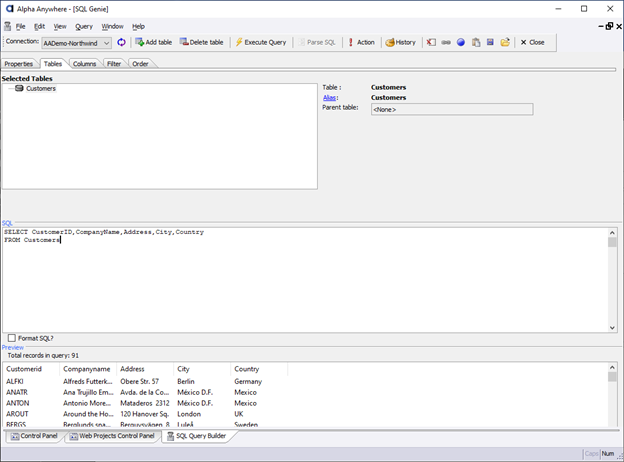 Alpha Anywhere - [SQL Genie]
File Edit View Query Window Help
Connection: AADemo-Northwind Add table Delete table Execute Query Parse SQL Action History Close
Properties Tables Columns Filter Order
Selected Tables
Customers
Table : Customers
Alias: Customers
Parent table: <None>
SQL
SELECT CustomerID,CompanyName,Address,City,Country
FROM Customers
Format SQL?
Preview
Total records in query: 91
Customerid Companyname Address City Country
ALFKI Alfreds Futterk... Obere Str. 57 Berlin Germany
ANATR Ana Trujillo Em... Avda. de la Co... México D.F. Mexico
ANTON Antonio More... Mataderos 2312 México D.F. Mexico
AROUT Around the Ho... 120 Hanover Sq. London UK
BERGS Berglunds sna... Berguvsvägen 8 Luleå Sweden
Control Panel Web Projects Control Panel SQL Query Builder
Caps Num